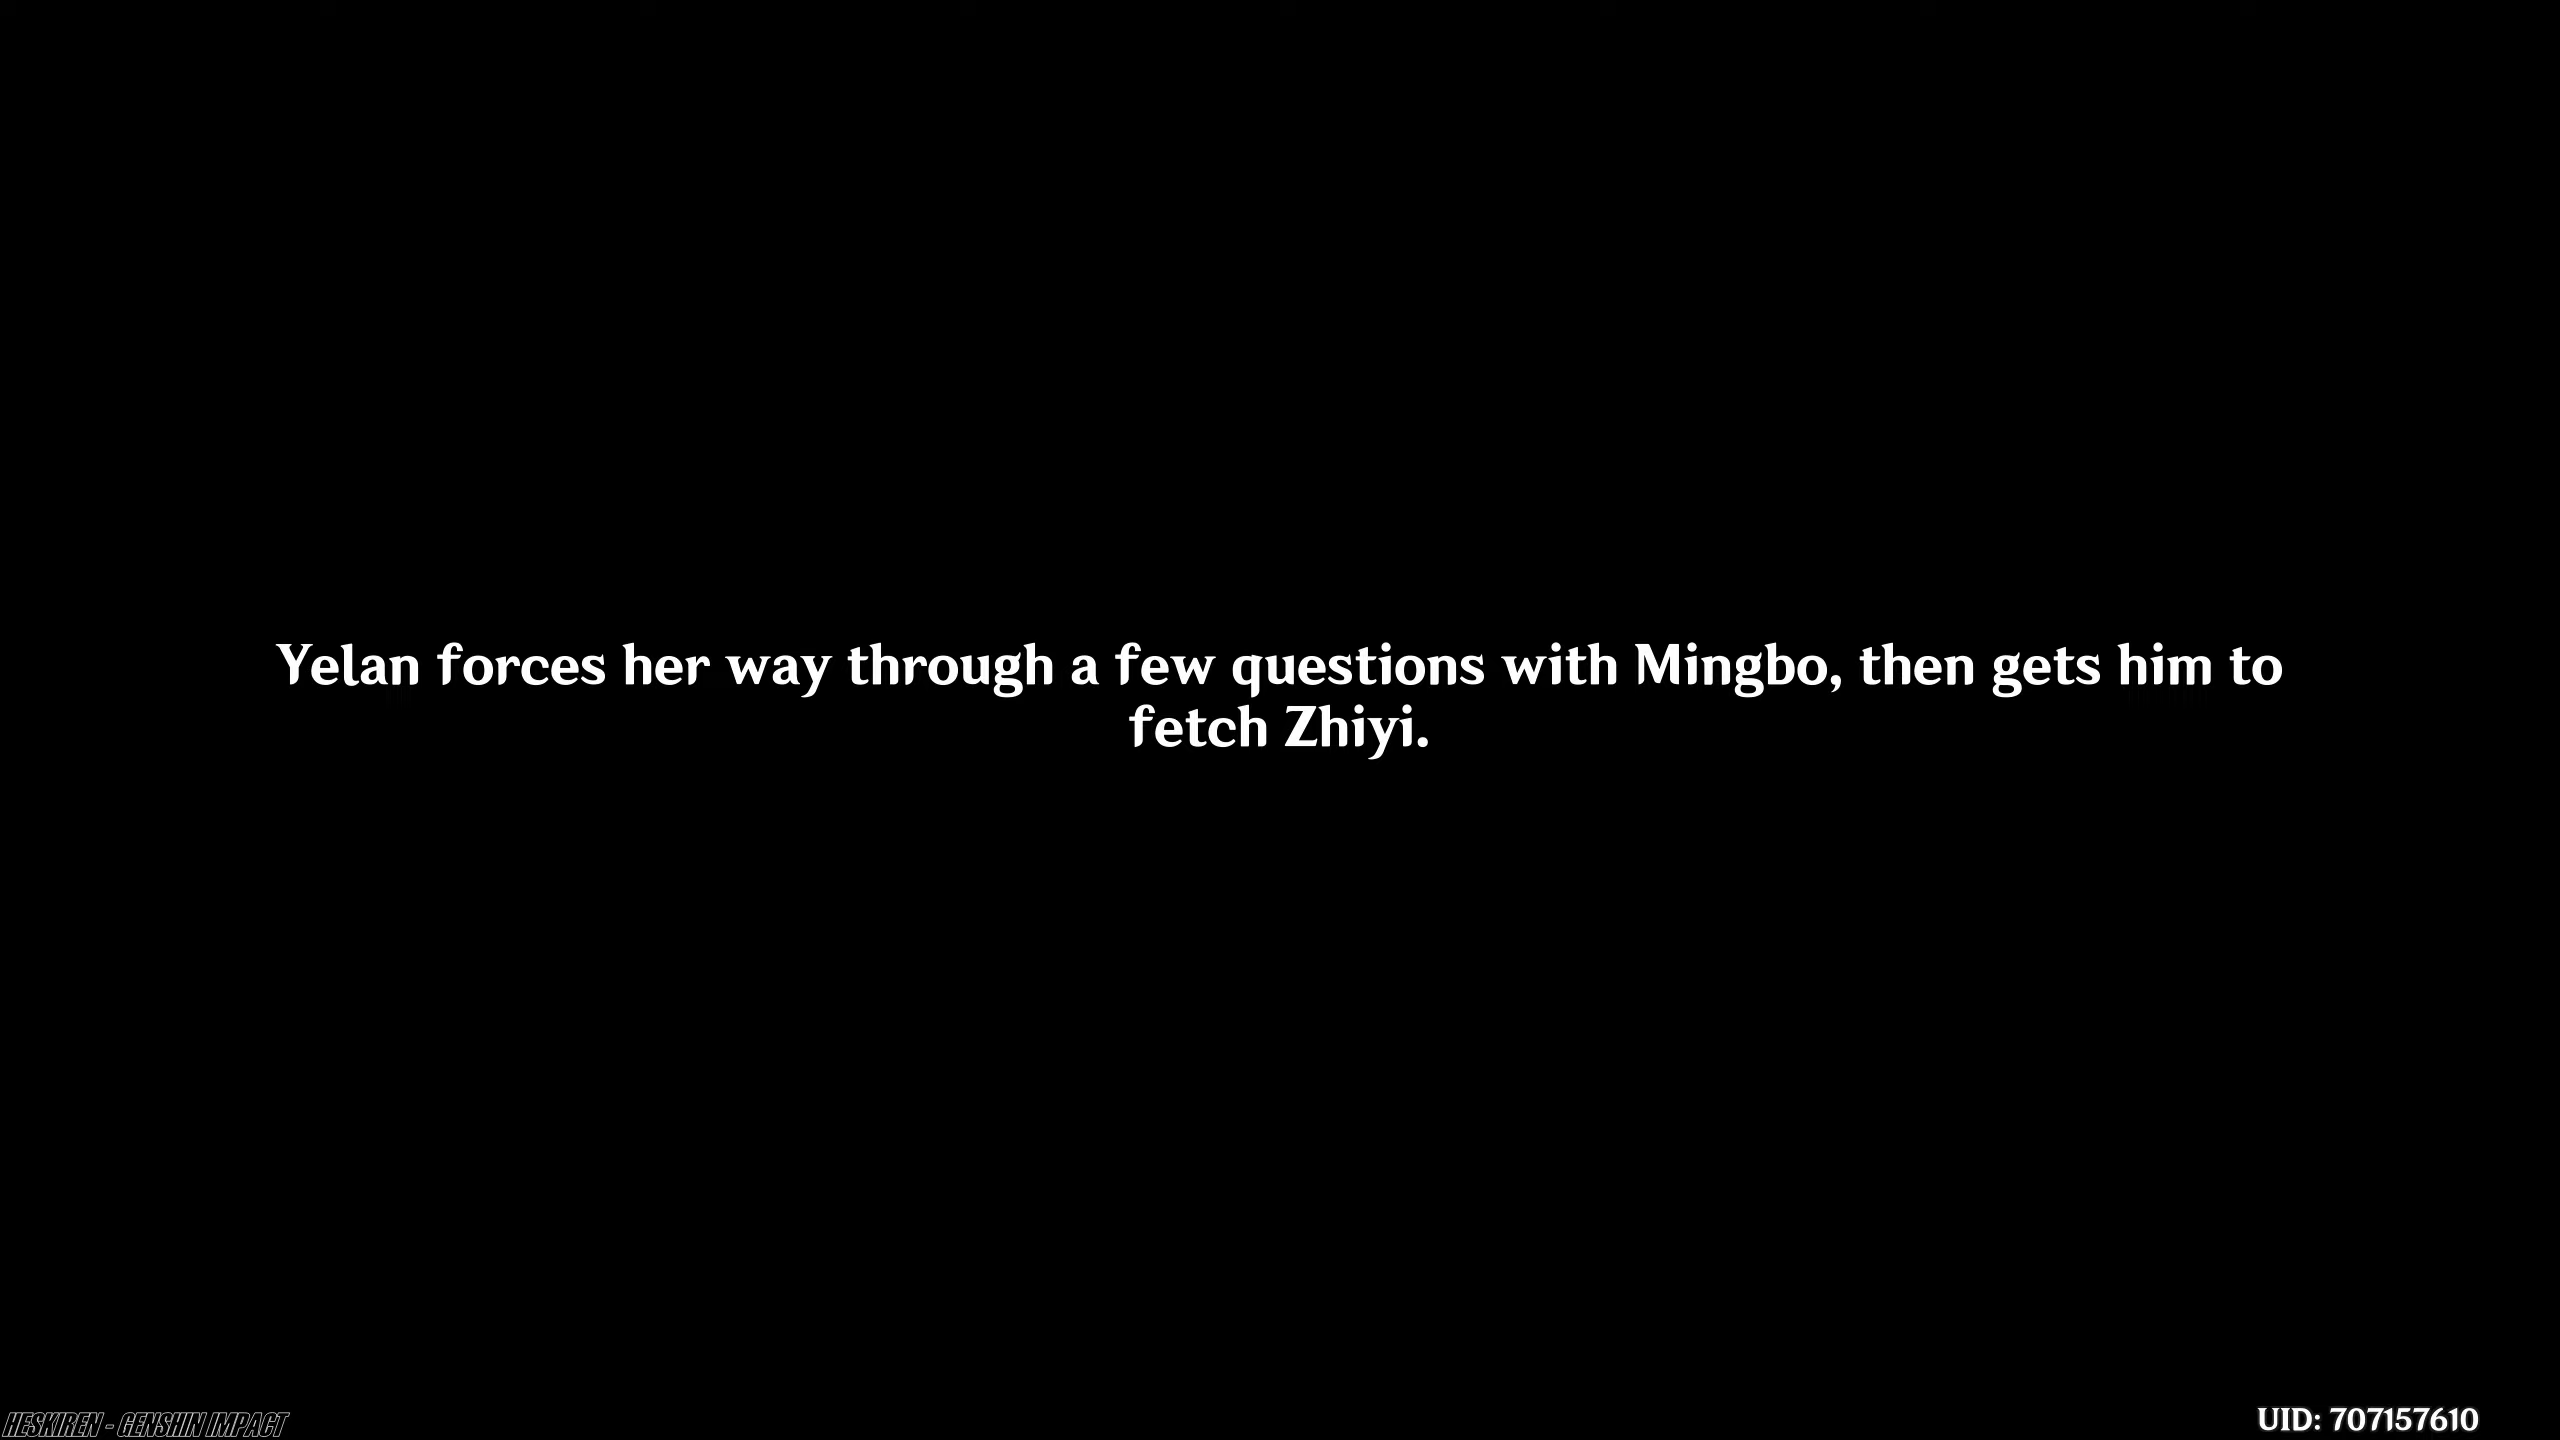 Yelan forces her way through a few questions with Mingbo, then gets him to
fetch Zhiyi.
HESKIREN - GENSHIN IMPACT
UID: 707157610